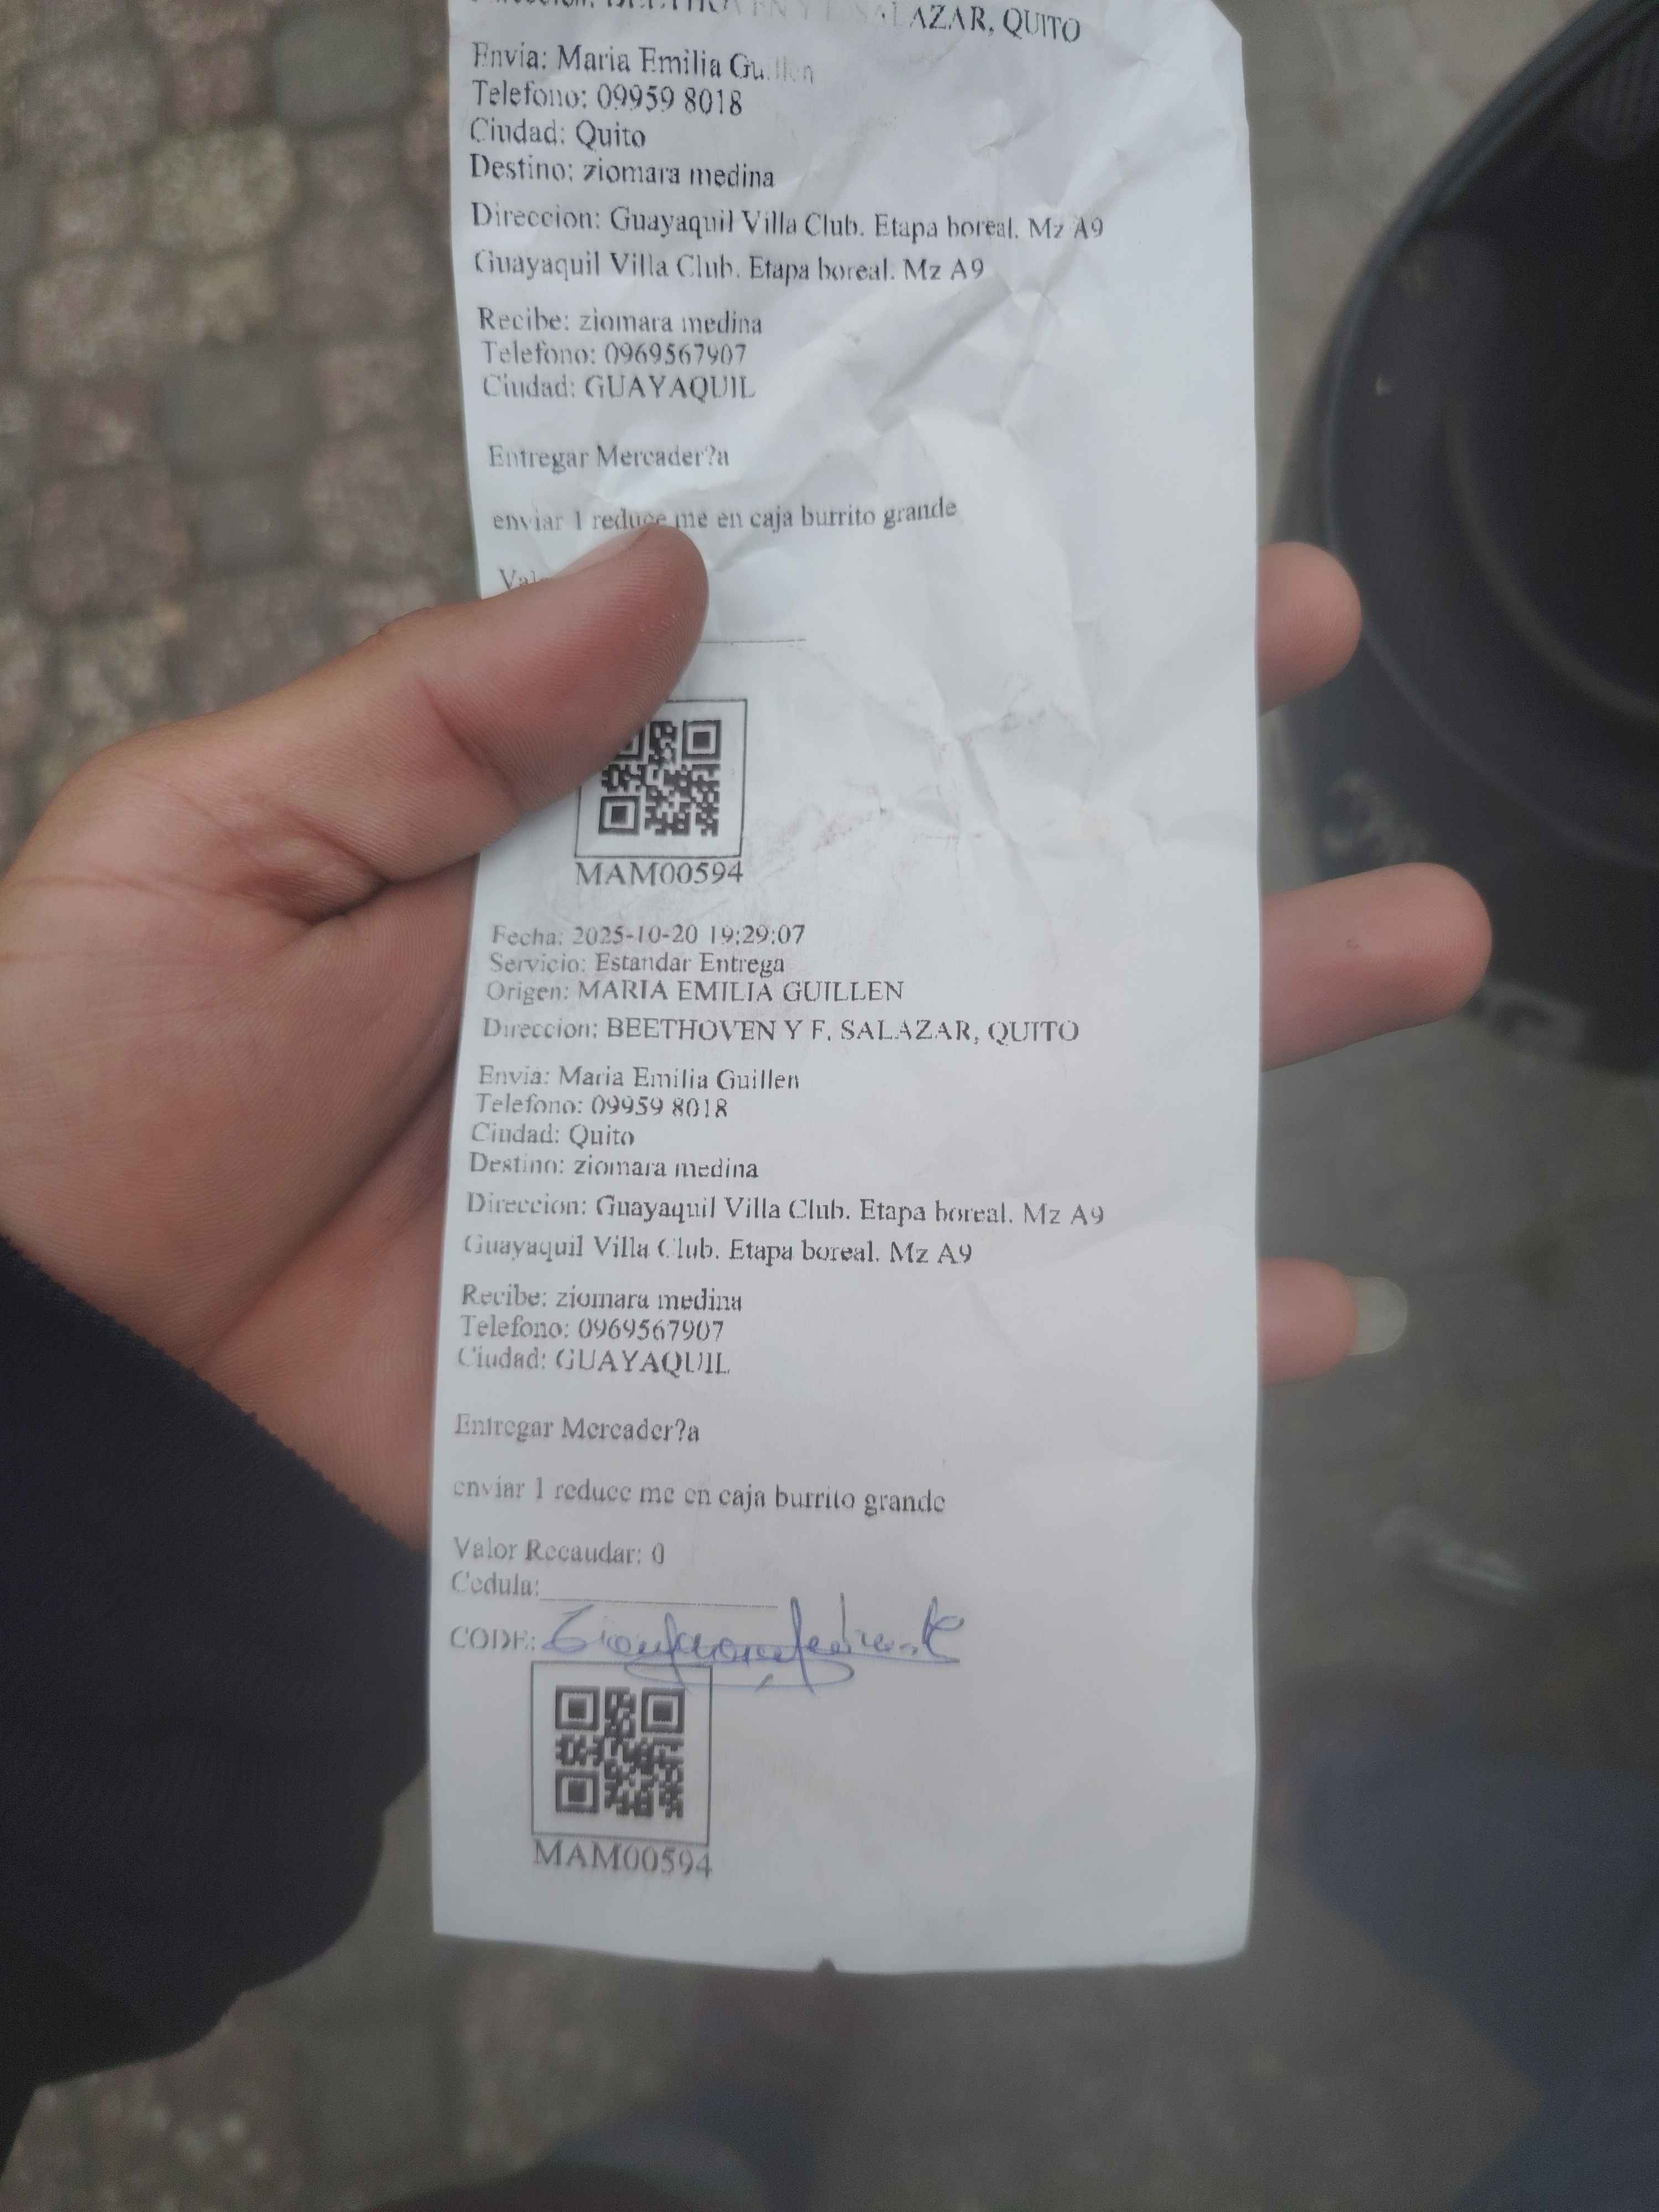 SALAZAR, QUITO
Envia: Maria Emilia Guillen
Telefono: 09959 8018
Ciudad: Quito
Destino: ziomara medina
Direccion: Guayaquil Villa Club. Etapa boreal. Mz A9
Guayaquil Villa Club. Etapa boreal. Mz A9
Recibe: ziomara medina
Telefono: 0969567907
Ciudad: GUAYAQUIL
Entregar Mercader?a
enviar 1 reduce me en caja burrito grande
MAM00594
Fecha: 2025-10-20 19:29:07
Servicio: Estandar Entrega
Origen: MARIA EMILIA GUILLEN
Direccion: BEETHOVEN Y F. SALAZAR, QUITO
Envia: Maria Emilia Guillen
Telefono: 09959 8018
Ciudad: Quito
Destino: ziomara medina
Direccion: Guayaquil Villa Club. Etapa boreal. Mz A9
Guayaquil Villa Club. Etapa boreal. Mz A9
Recibe: ziomara medina
Telefono: 0969567907
Ciudad: GUAYAQUIL
Entregar Mercader?a
enviar 1 reduce me en caja burrito grande
Valor Recaudar: 0
Cedula:
CODE:
MAM00594